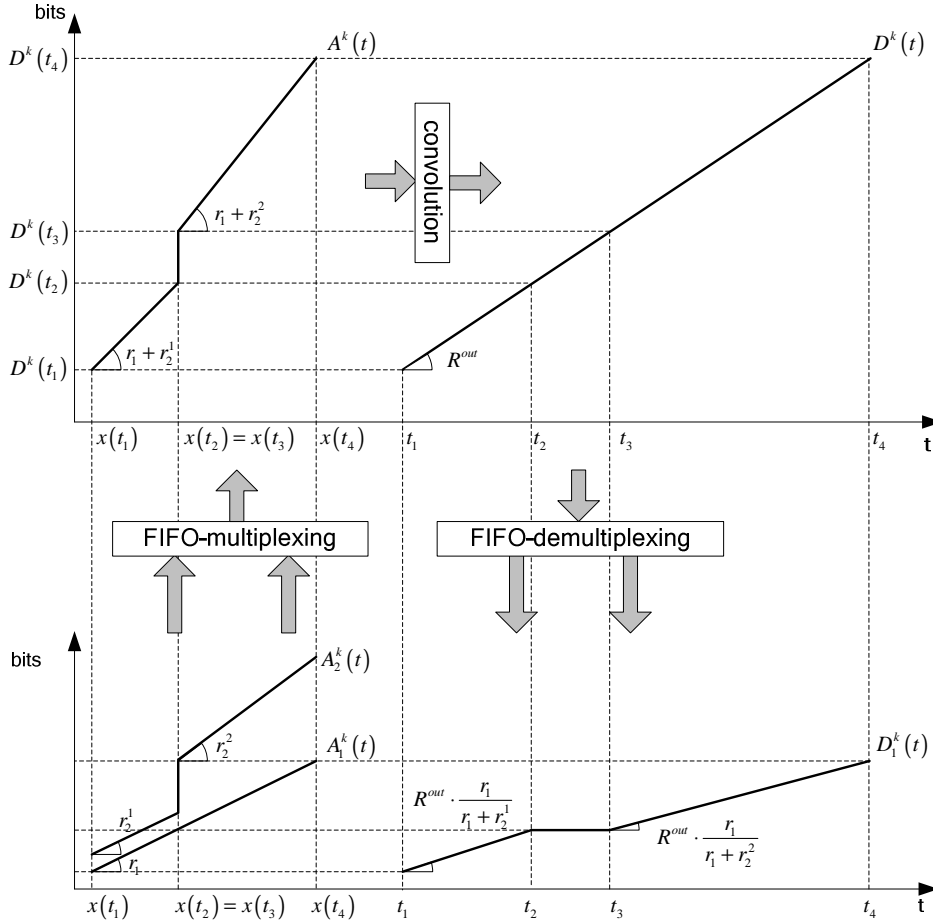 bits
A^k(t)
D^k(t)
D^k(t_4)
convolution
r_1 + r_2^2
D^k(t_3)
D^k(t_2)
r_1 + r_2^1
R^{out}
D^k(t_1)
x(t_1) x(t_2) = x(t_3) x(t_4) t_1 t_2 t_3 t_4 t
FIFO-multiplexing FIFO-demultiplexing
bits
A_2^k(t)
r_2^2
A_1^k(t)
D_1^k(t)
R^{out} · \frac{r_1}{r_1 + r_2^1}
r_2^1
r_1
R^{out} · \frac{r_1}{r_1 + r_2^2}
x(t_1) x(t_2) = x(t_3) x(t_4) t_1 t_2 t_3 t_4 t